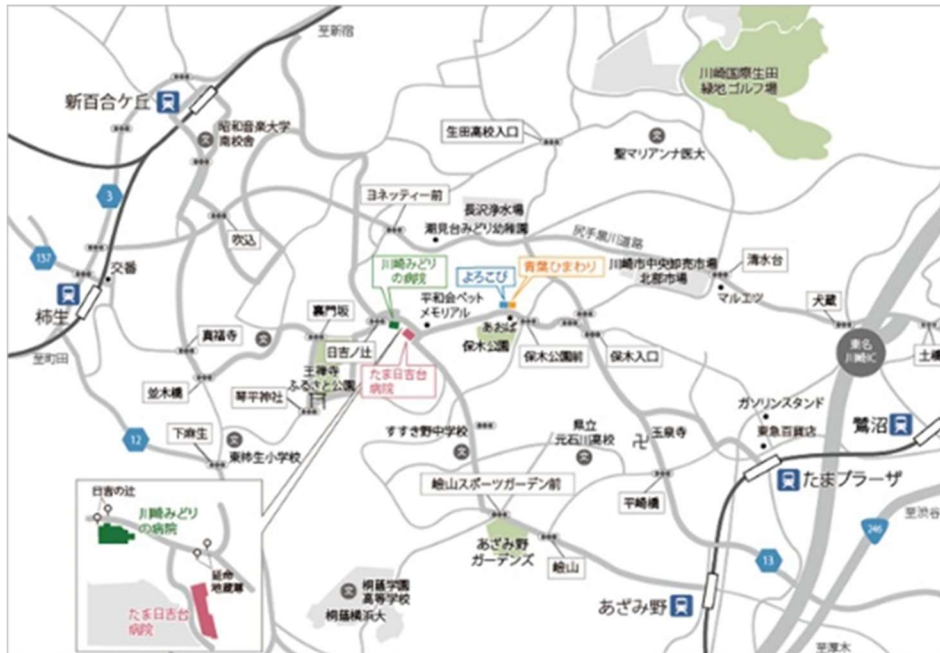 至新宿
新百合ケ丘
昭和音楽大学
南校舎
川崎国際生田
緑地ゴルフ場
生田高校入口
聖マリアンナ医大
3
ヨネッティー前
長沢浄水場
潮見台みどり幼稚園
尻手黒川道路
吹込
137
交番
柿生
川崎みどり
の病院
よろこび
青葉ひまわり
川崎市中央卸売市場
北部市場
清水台
マルエツ
犬蔵
平和会ペット
メモリアル
あおば
裏門坂
真福寺
日吉ノ辻
保木公園
保木公園前
保木入口
東名
川崎IC
土橋
至町田
並木橋
王禅寺
ふるさと公園
琴平神社
たま日吉台
病院
ガソリンスタンド
東急百貨店
鷺沼
12
下麻生
東柿生小学校
すすき野中学校
県立
元石川高校
玉泉寺
たまプラーザ
嶮山スポーツガーデン前
平崎橋
至渋谷
246
日吉の辻
川崎みどり
の病院
延命
地蔵尊
たま日吉台
病院
あざみ野
ガーデンズ
嶮山
13
桐蔭学園
高等学校
桐蔭横浜大
あざみ野
至厚木